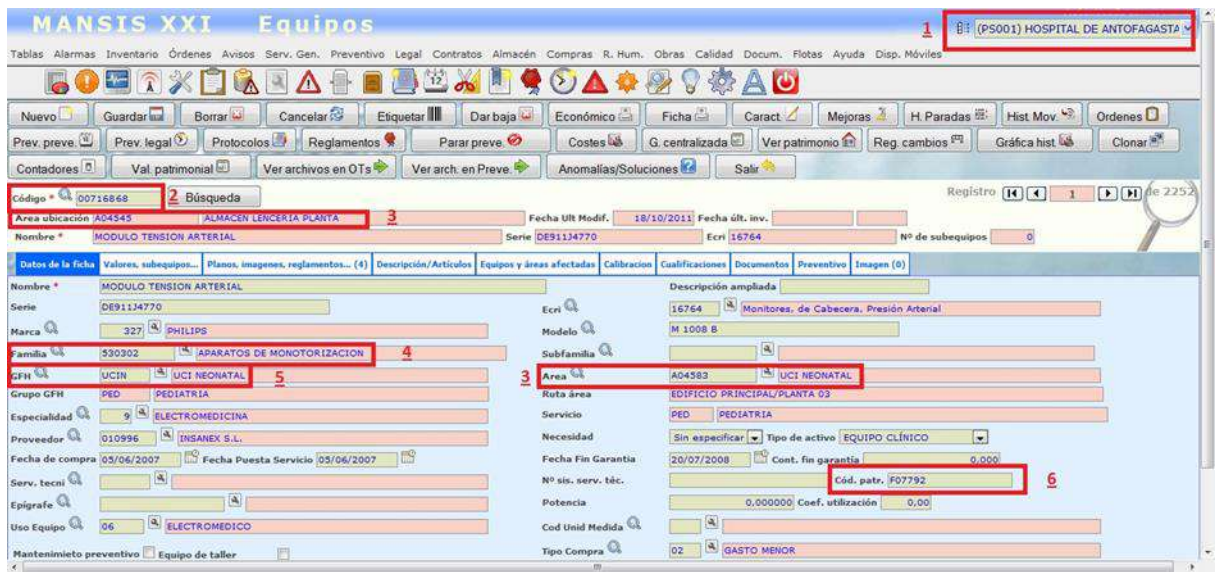 MANSIS XXI Equipos 1 (PS001) HOSPITAL DE ANTOFAGASTA
Tablas Alarmas Inventario Órdenes Avisos Serv. Gen. Preventivo Legal Contratos Almacén Compras R. Hum. Obras Calidad Docum. Flotas Ayuda Disp. Móviles
Nuevo Guardar Borrar Cancelar Etiquetar Dar baja Económico Ficha Caract. Mejoras H. Paradas Hist. Mov. Ordenes
Prev. preve. Prev. legal Protocolos Reglamentos Parar preve. Costes G. centralizada Ver patrimonio Reg. cambios Gráfica hist. Clonar
Contadores Val. patrimonial Ver archivos en OTs Ver arch. en Preve. Anomalías/Soluciones Salir
Código * 00716868 2 Búsqueda Registro 1 de 2252
Area ubicación A04545 ALMACEN LENCERIA PLANTA 3 Fecha Ult Modif. 18/10/2011 Fecha últ. inv.
Nombre * MODULO TENSION ARTERIAL Serie DE911J4770 Ecri 16764 Nº de subequipos 0
Datos de la ficha Valores, subequipos... Planos, imagenes, reglamentos... (4) Descripción/Artículos Equipos y áreas afectadas Calibracion Cualificaciones Documentos Preventivo Imagen (0)
Nombre * MODULO TENSION ARTERIAL Descripción ampliada
Serie DE911J4770 Ecri 16764 Monitores, de Cabecera, Presión Arterial
Marca 327 PHILIPS Modelo M 1008 B
Familia 530302 APARATOS DE MONOTORIZACION 4 Subfamilia
GFH UCIN UCI NEONATAL 5 3 Area A04583 UCI NEONATAL
Grupo GFH PED PEDIATRIA Ruta área EDIFICIO PRINCIPAL/PLANTA 03
Especialidad 9 ELECTROMEDICINA Servicio PED PEDIATRIA
Proveedor 010996 INSANEX S.L. Necesidad Sin especificar Tipo de activo EQUIPO CLÍNICO
Fecha de compra 05/06/2007 Fecha Puesta Servicio 05/06/2007 Fecha Fin Garantia 20/07/2008 Cont. fin garantía 0,000
Serv. tecni Nº sis. serv. téc. Cód. patr. F07792 6
Epígrafe Potencia 0,000000 Coef. utilización 0,00
Uso Equipo 06 ELECTROMEDICO Cod Unid Medida
Mantenimieto preventivo Equipo de taller Tipo Compra 02 GASTO MENOR